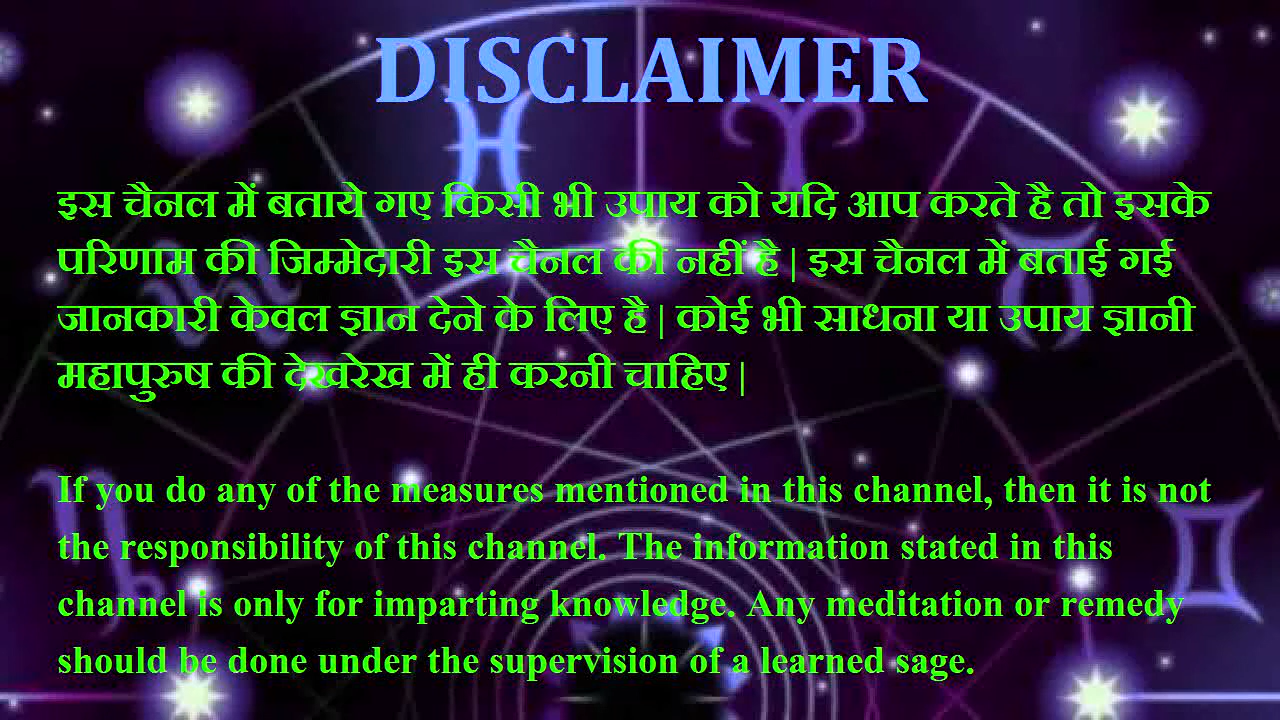 DISCLAIMER
इस चैनल में बताये गए किसी भी उपाय को यदि आप करते है तो इसके
परिणाम की जिम्मेदारी इस चैनल की नहीं है | इस चैनल में बताई गई
जानकारी केवल ज्ञान देने के लिए है | कोई भी साधना या उपाय ज्ञानी
महापुरुष की देखरेख में ही करनी चाहिए |
If you do any of the measures mentioned in this channel, then it is not
the responsibility of this channel. The information stated in this
channel is only for imparting knowledge. Any meditation or remedy
should be done under the supervision of a learned sage.